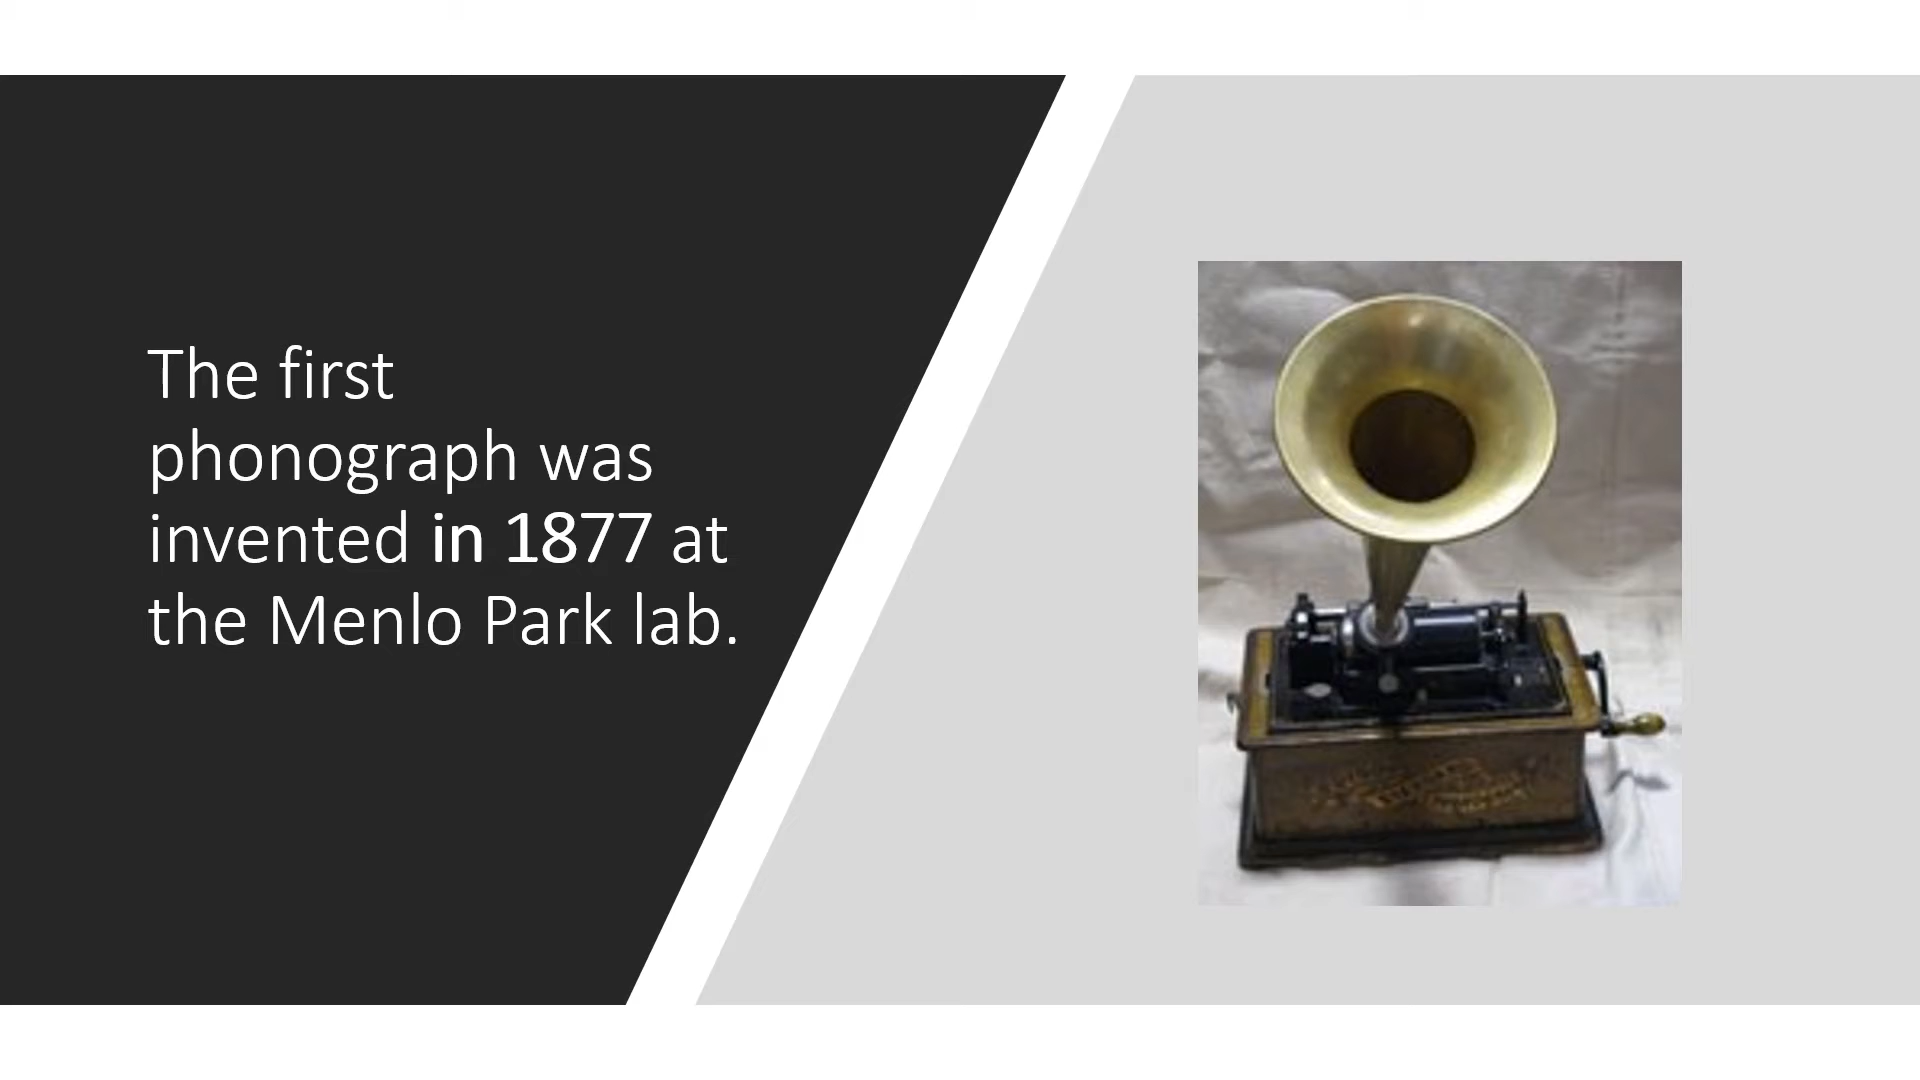 The first
phonograph was
invented in 1877 at
the Menlo Park lab.